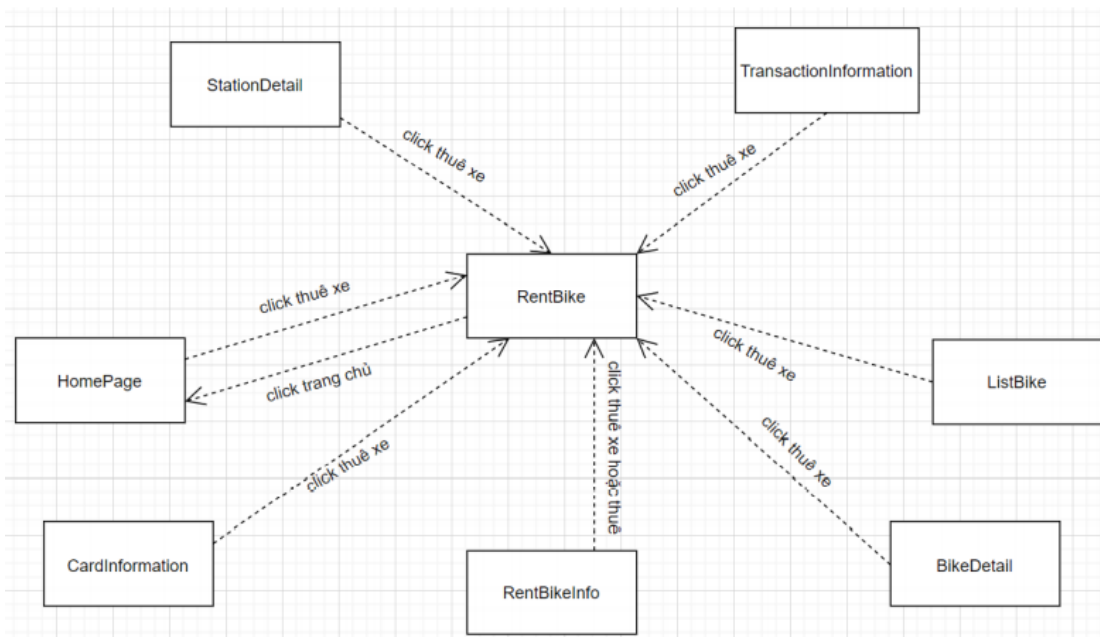 StationDetail
TransactionInformation
click thuê xe
click thuê xe
RentBike
click thuê xe
click trang chủ
HomePage
click thuê xe
ListBike
click thuê xe
click thuê xe hoặc thuê
click thuê xe
CardInformation
RentBikeInfo
BikeDetail